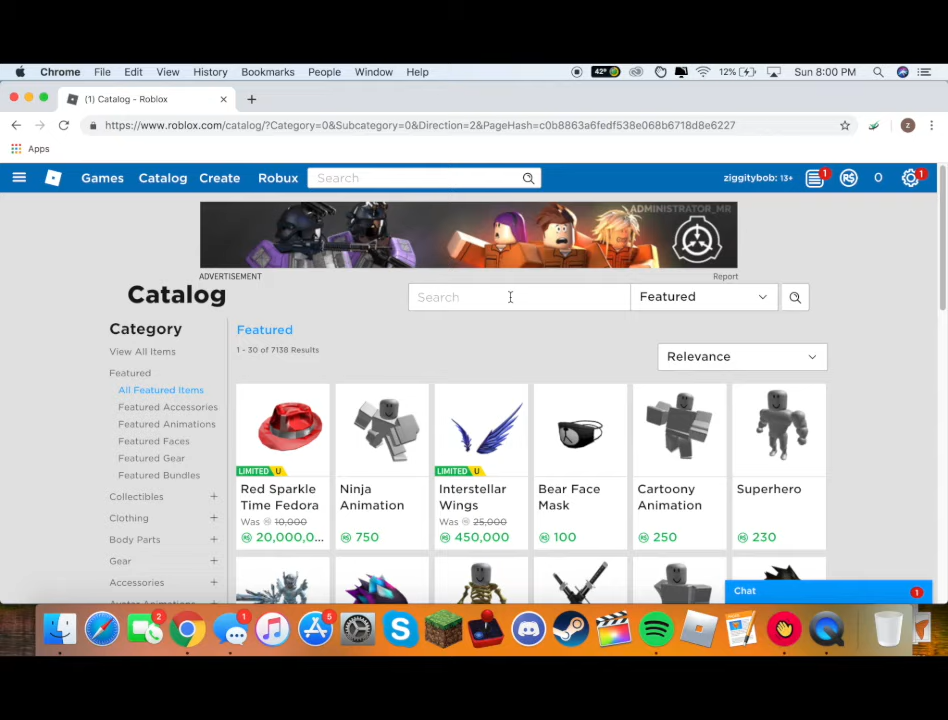 Chrome File Edit View History Bookmarks People Window Help 42° 12% Sun 8:00 PM
(1) Catalog - Roblox
https://www.roblox.com/catalog/?Category=0&Subcategory=0&Direction=2&PageHash=c0b8863a6fedf538e068b6718d8e6227 z
Apps
Games Catalog Create Robux Search ziggitybob: 13+ 1 0 1
ADMINISTRATOR_MR
ADVERTISEMENT Report
Catalog Search Featured
Category Featured
View All Items 1 - 30 of 7138 Results Relevance
Featured
All Featured Items
Featured Accessories
Featured Animations
Featured Faces
Featured Gear
Featured Bundles
Collectibles +
Clothing +
Body Parts +
Gear +
Accessories +
LIMITED U LIMITED U
Red Sparkle Ninja Interstellar Bear Face Cartoony Superhero
Time Fedora Animation Wings Mask Animation
Was 10,000 Was 25,000
20,000,0... 750 450,000 100 250 230
Chat 1
2 1 5